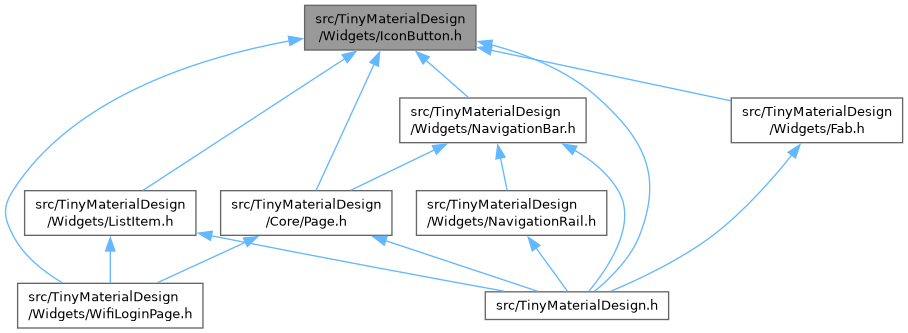 src/TinyMaterialDesign
/Widgets/IconButton.h
src/TinyMaterialDesign
/Widgets/NavigationBar.h
src/TinyMaterialDesign
/Widgets/Fab.h
src/TinyMaterialDesign
/Widgets/ListItem.h
src/TinyMaterialDesign
/Core/Page.h
src/TinyMaterialDesign
/Widgets/NavigationRail.h
src/TinyMaterialDesign
/Widgets/WifiLoginPage.h
src/TinyMaterialDesign.h